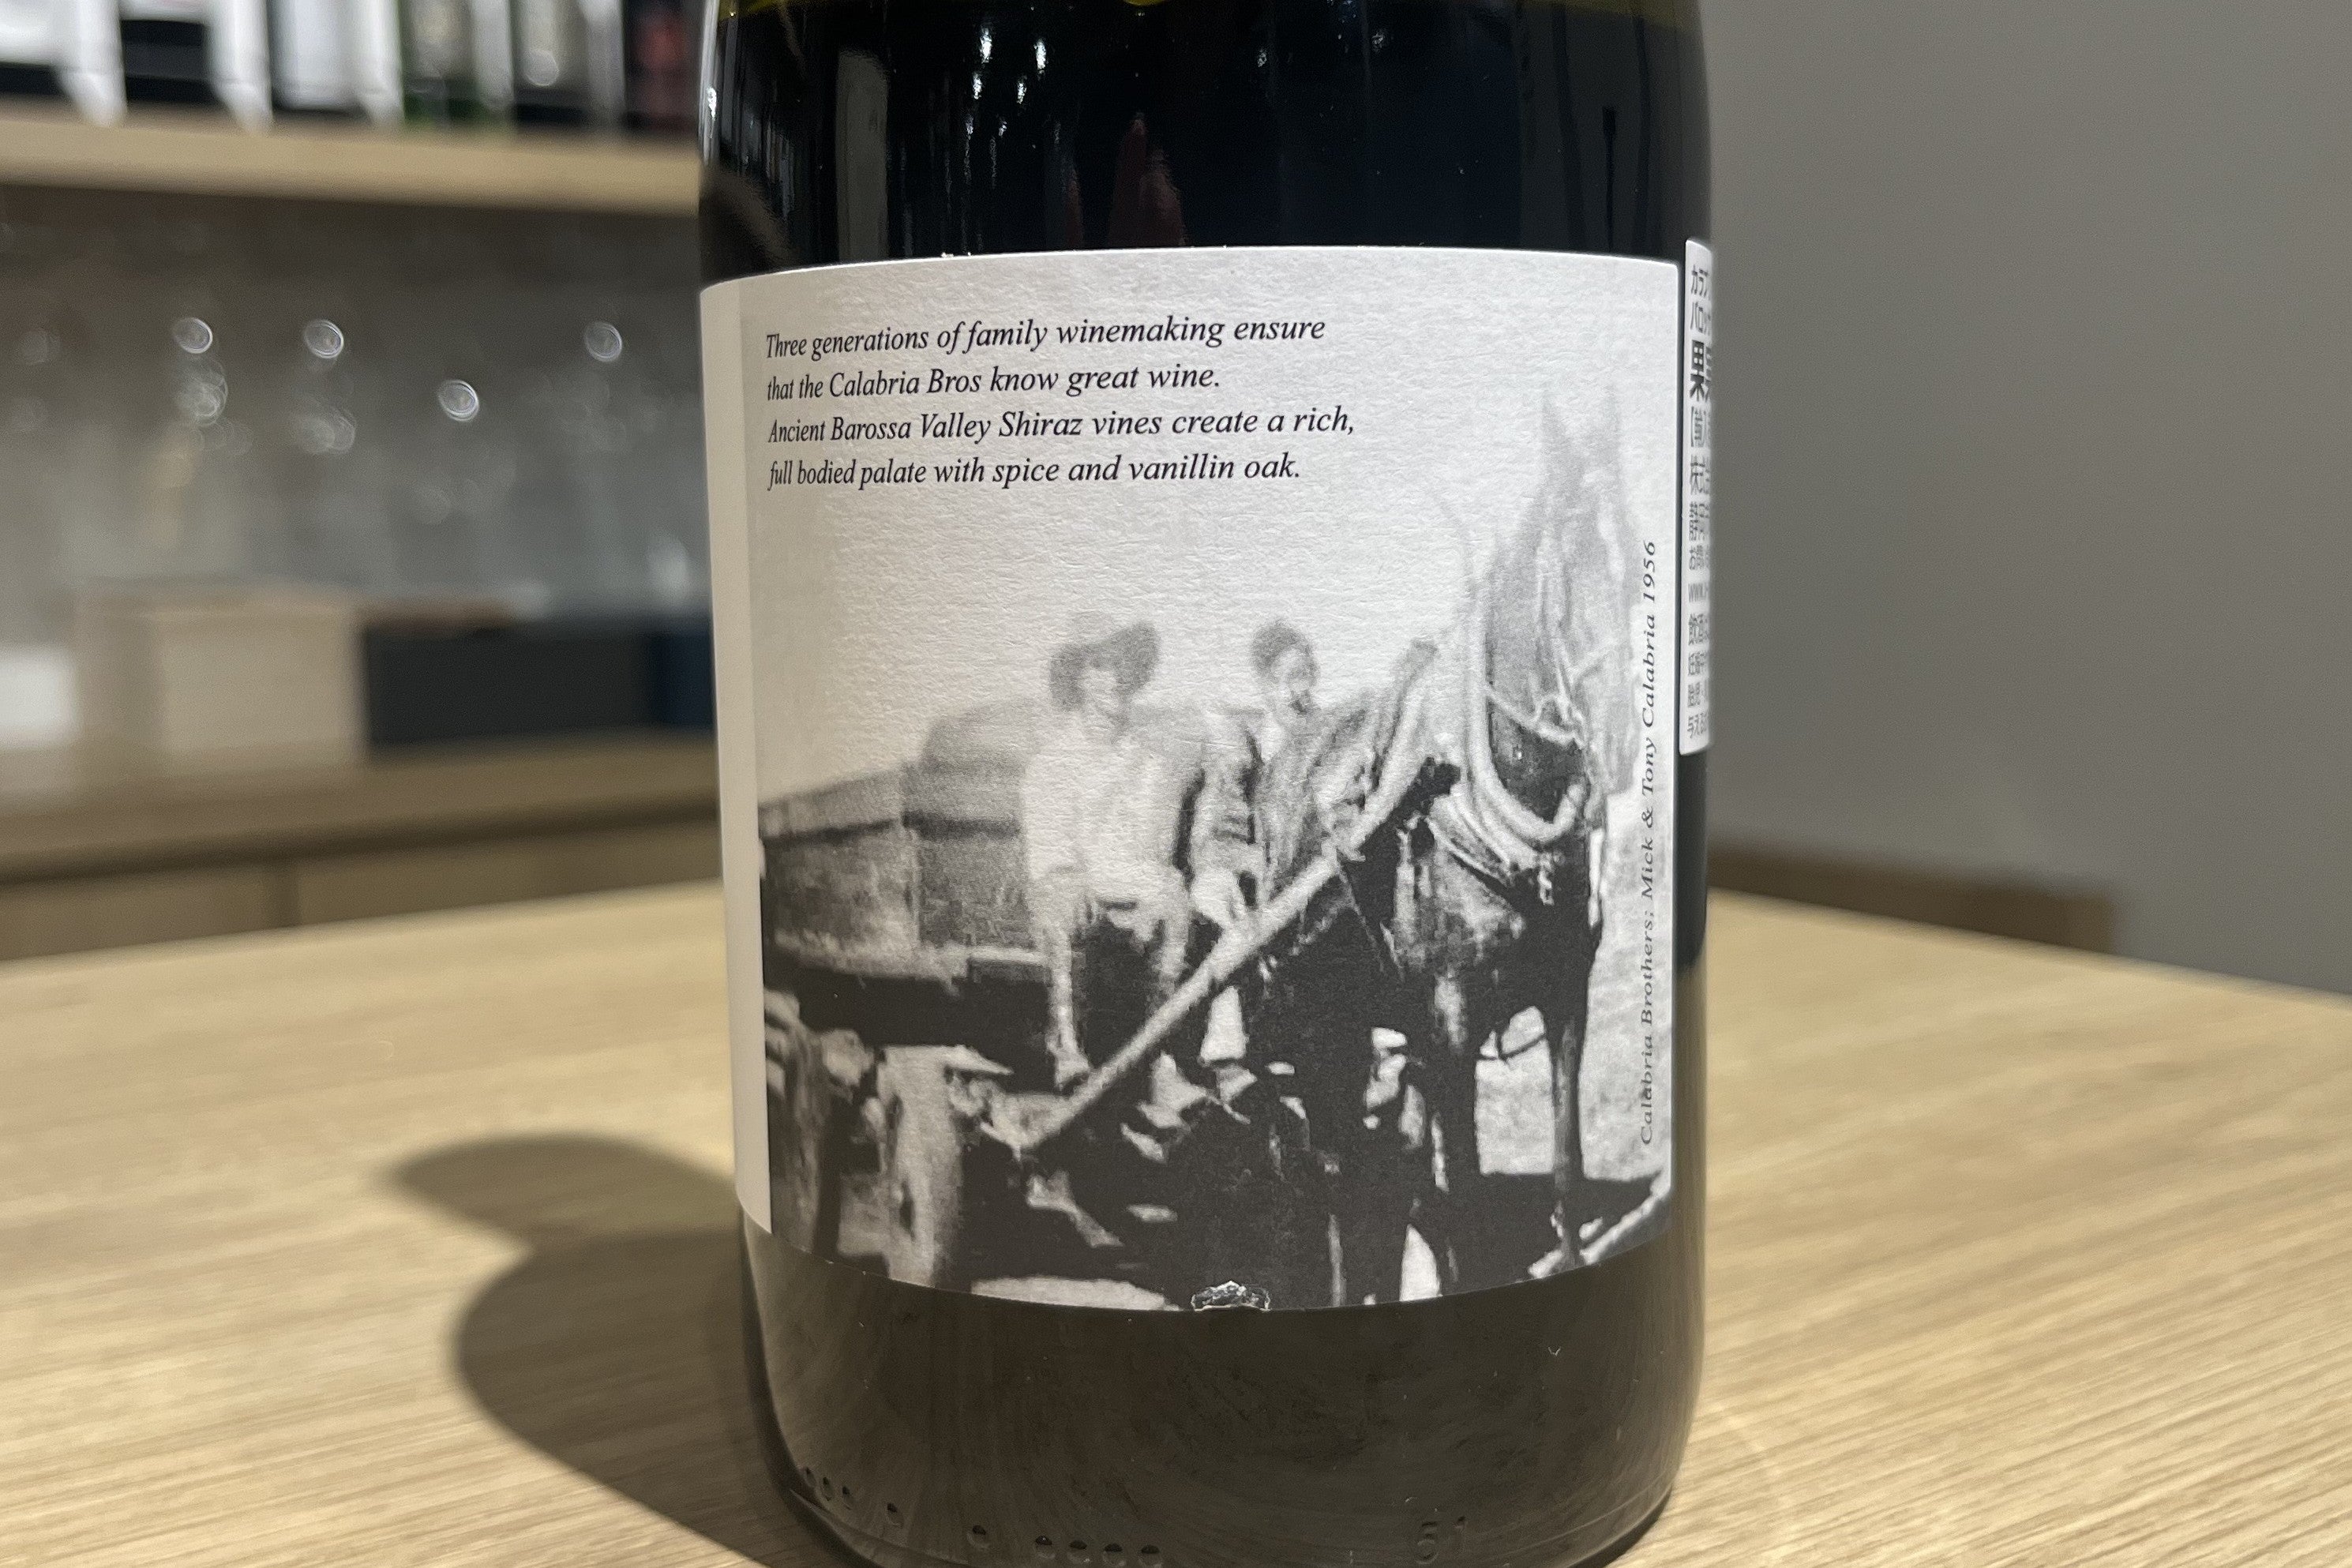 Three generations of family winemaking ensure
that the Calabria Bros know great wine.
Ancient Barossa Valley Shiraz vines create a rich,
full bodied palate with spice and vanillin oak.
Calabria Brothers; Mick & Tony Calabria 1956
51